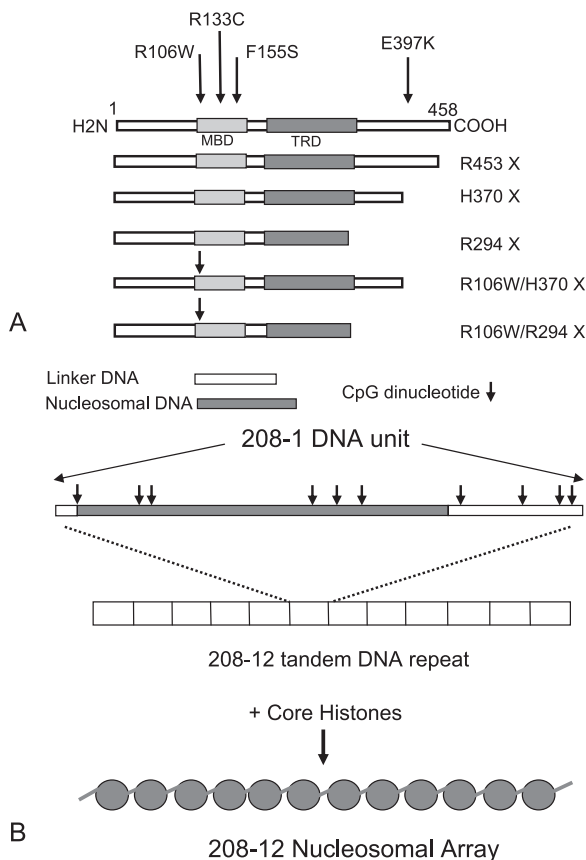 R133C
R106W
F155S
E397K
1
458
H2N
COOH
MBD
TRD
R453 X
H370 X
R294 X
R106W/H370 X
A
R106W/R294 X
Linker DNA
Nucleosomal DNA
CpG dinucleotide
208-1 DNA unit
208-12 tandem DNA repeat
+ Core Histones
B
208-12 Nucleosomal Array